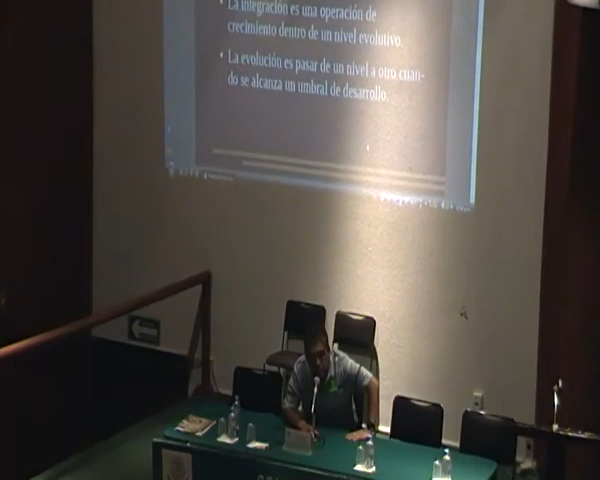 • La integración es una operación de
crecimiento dentro de un nivel evolutivo.
• La evolución es pasar de un nivel a otro cuan-
do se alcanza un umbral de desarrollo.